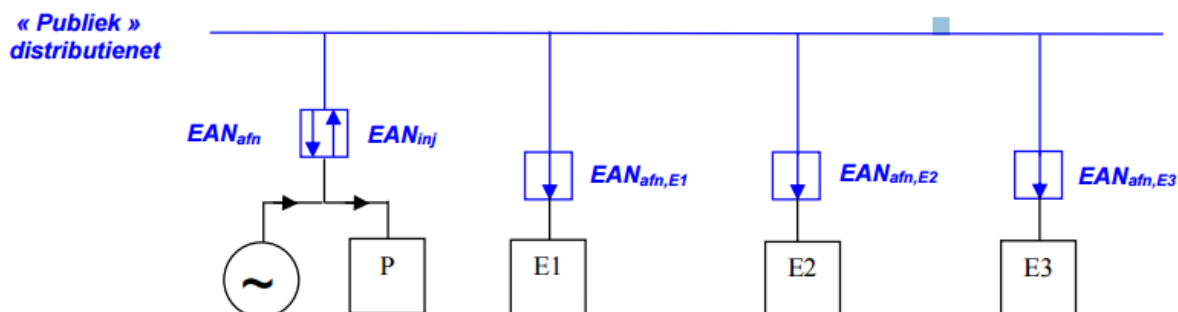 « Publiek »
distributienet
EANafn
EANinj
EANafn,E1
EANafn,E2
EANafn,E3
~
P
E1
E2
E3